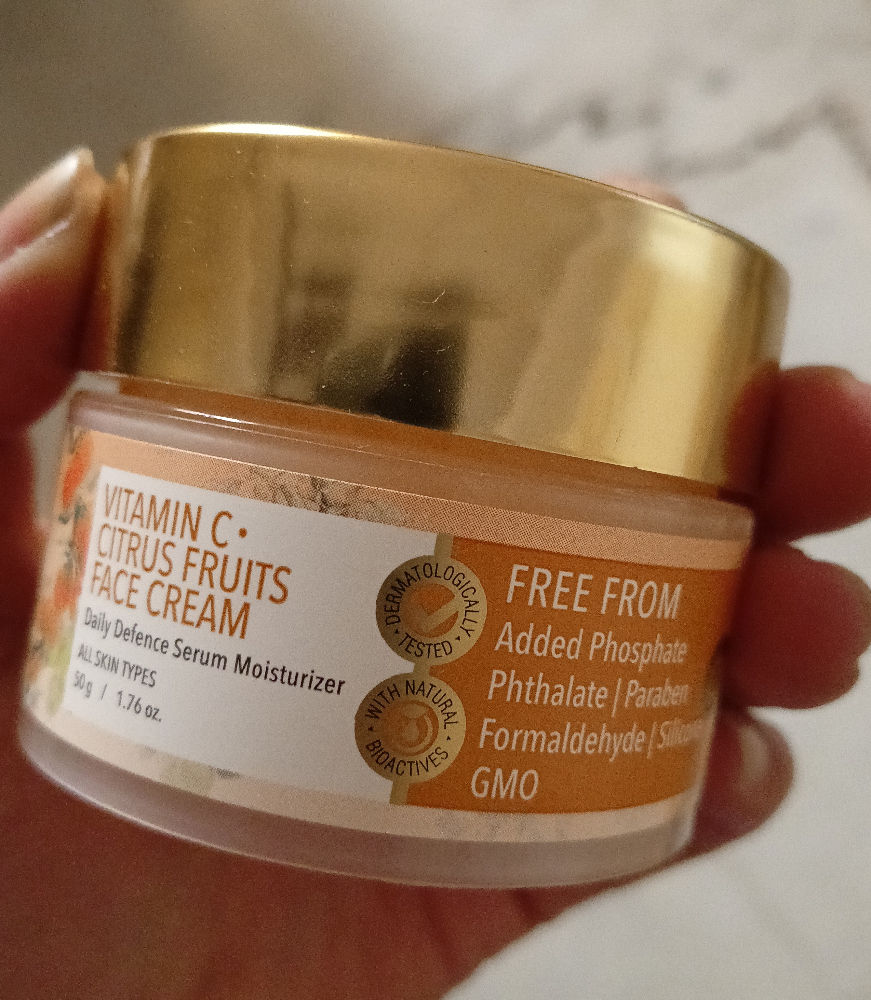 VITAMIN C •
CITRUS FRUITS
FACE CREAM
Daily Defence Serum Moisturizer
ALL SKIN TYPES
50g / 1.76 oz.
DERMATOLOGICALLY
• TESTED •
• WITH NATURAL •
BIOACTIVES
FREE FROM
Added Phosphate
Phthalate | Paraben
Formaldehyde |
GMO